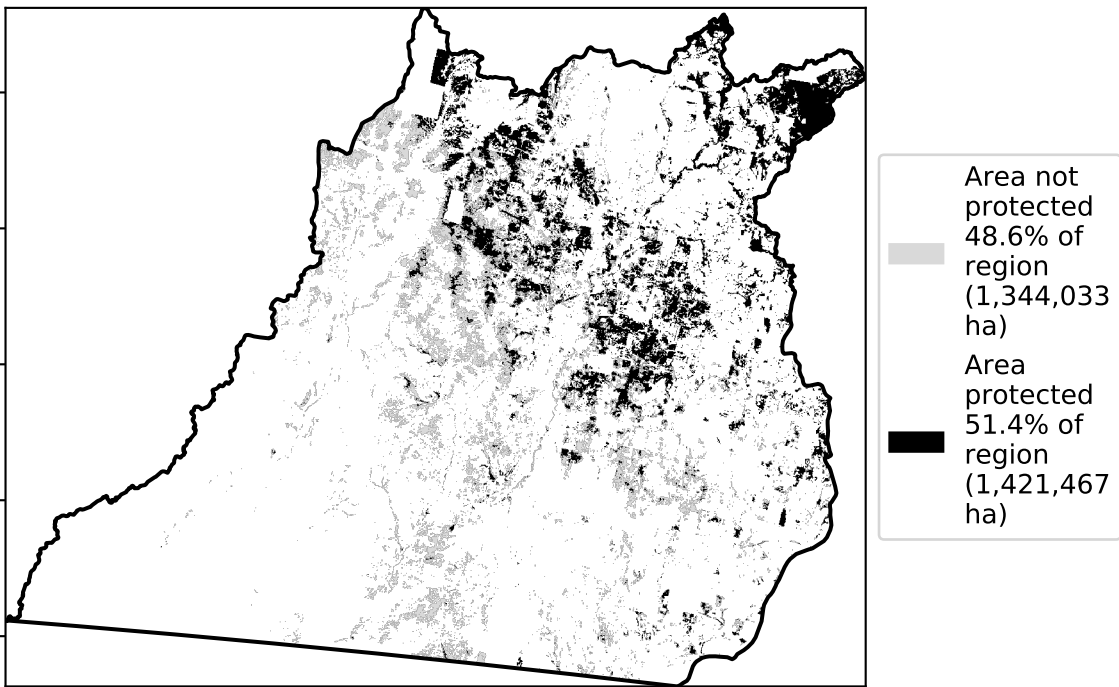 Area not
protected
48.6% of
region
(1,344,033
ha)
Area
protected
51.4% of
region
(1,421,467
ha)